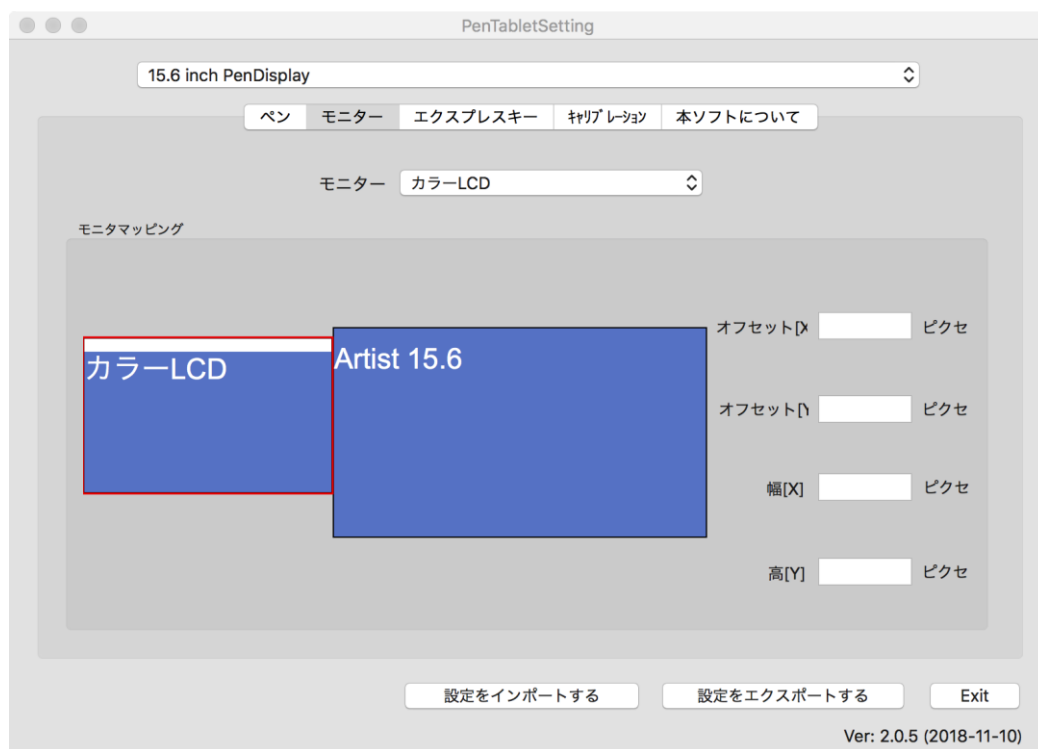 PenTabletSetting
15.6 inch PenDisplay
ペン モニター エクスプレスキー ｷｬﾘﾌﾞﾚｰｼｮﾝ 本ソフトについて
モニター カラーLCD
モニタマッピング
カラーLCD
Artist 15.6
オフセット[X ピクセ
オフセット[Y ピクセ
幅[X] ピクセ
高[Y] ピクセ
設定をインポートする 設定をエクスポートする Exit
Ver: 2.0.5 (2018-11-10)